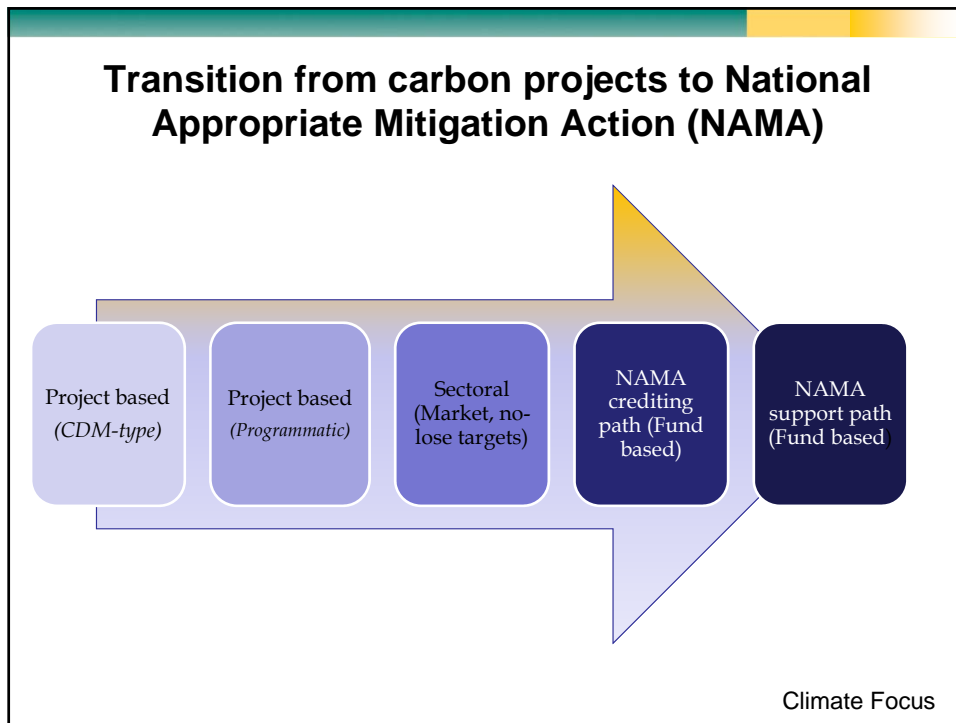 Transition from carbon projects to National
Appropriate Mitigation Action (NAMA)
Project based
(CDM-type)
Project based
(Programmatic)
Sectoral
(Market, no-
lose targets)
NAMA
crediting
path (Fund
based)
NAMA
support path
(Fund based)
Climate Focus